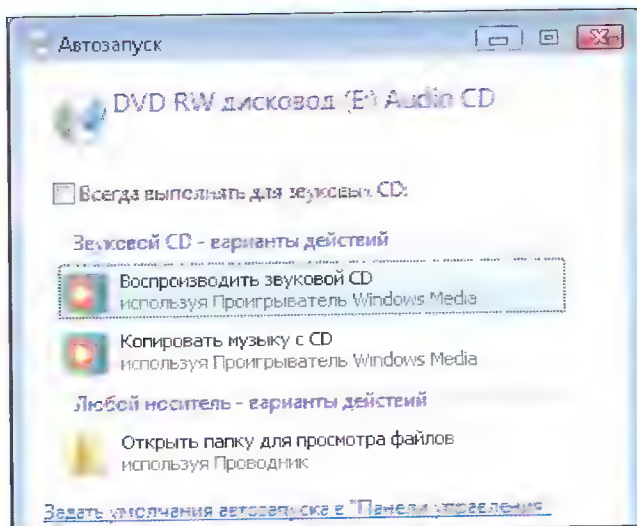 Автозапуск
DVD RW дисковод (E:) Audio CD
Всегда выполнять для звуковых CD:
Звуковой CD - варианты действий
Воспроизводить звуковой CD
используя Проигрыватель Windows Media
Копировать музыку с CD
используя Проигрыватель Windows Media
Любой носитель - варианты действий
Открыть папку для просмотра файлов
используя Проводник
Задать умолчания автозапуска в "Панели управления"